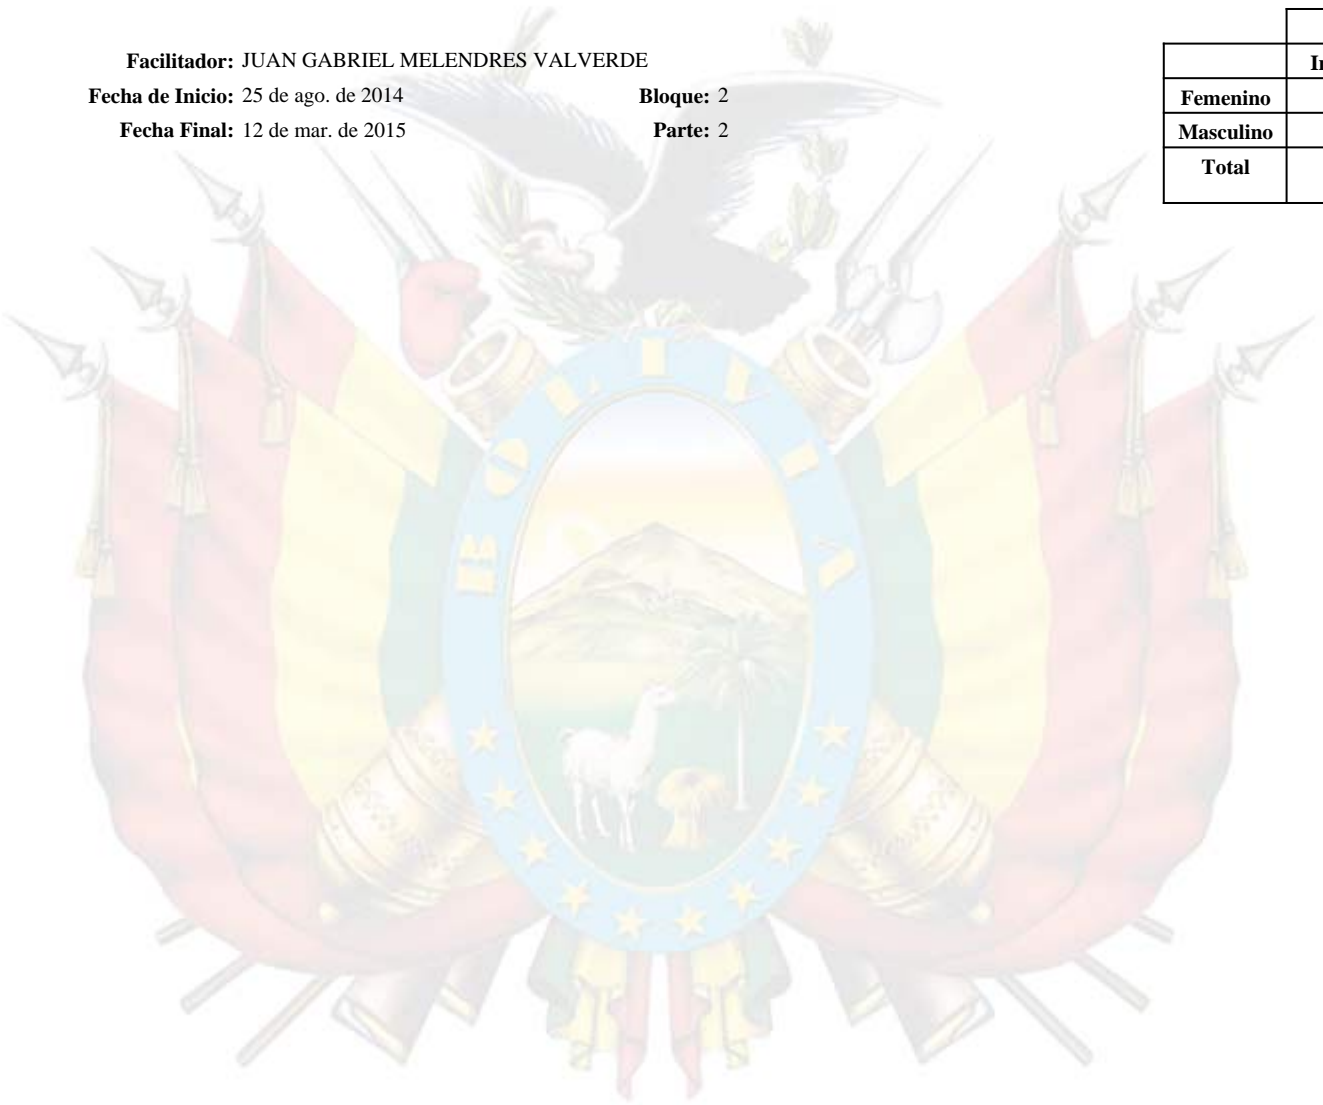 Facilitador: JUAN GABRIEL MELENDRES VALVERDE
Fecha de Inicio: 25 de ago. de 2014 Bloque: 2
Fecha Final: 12 de mar. de 2015 Parte: 2
Femenino
Masculino
Total
BOLIVIA